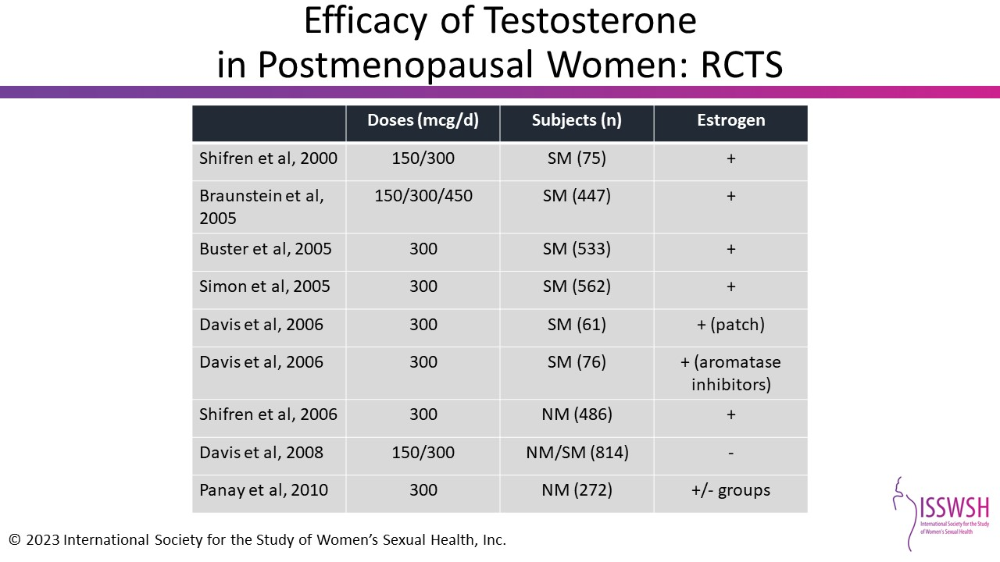 Efficacy of Testosterone
in Postmenopausal Women: RCTS
Doses (mcg/d) Subjects (n) Estrogen
Shifren et al, 2000 150/300 SM (75) +
Braunstein et al, 150/300/450 SM (447) +
2005
Buster et al, 2005 300 SM (533) +
Simon et al, 2005 300 SM (562) +
Davis et al, 2006 300 SM (61) + (patch)
Davis et al, 2006 300 SM (76) + (aromatase
inhibitors)
Shifren et al, 2006 300 NM (486) +
Davis et al, 2008 150/300 NM/SM (814) -
Panay et al, 2010 300 NM (272) +/- groups
ISSWSH
International Society for the Study
of Women's Sexual Health
© 2023 International Society for the Study of Women’s Sexual Health, Inc.